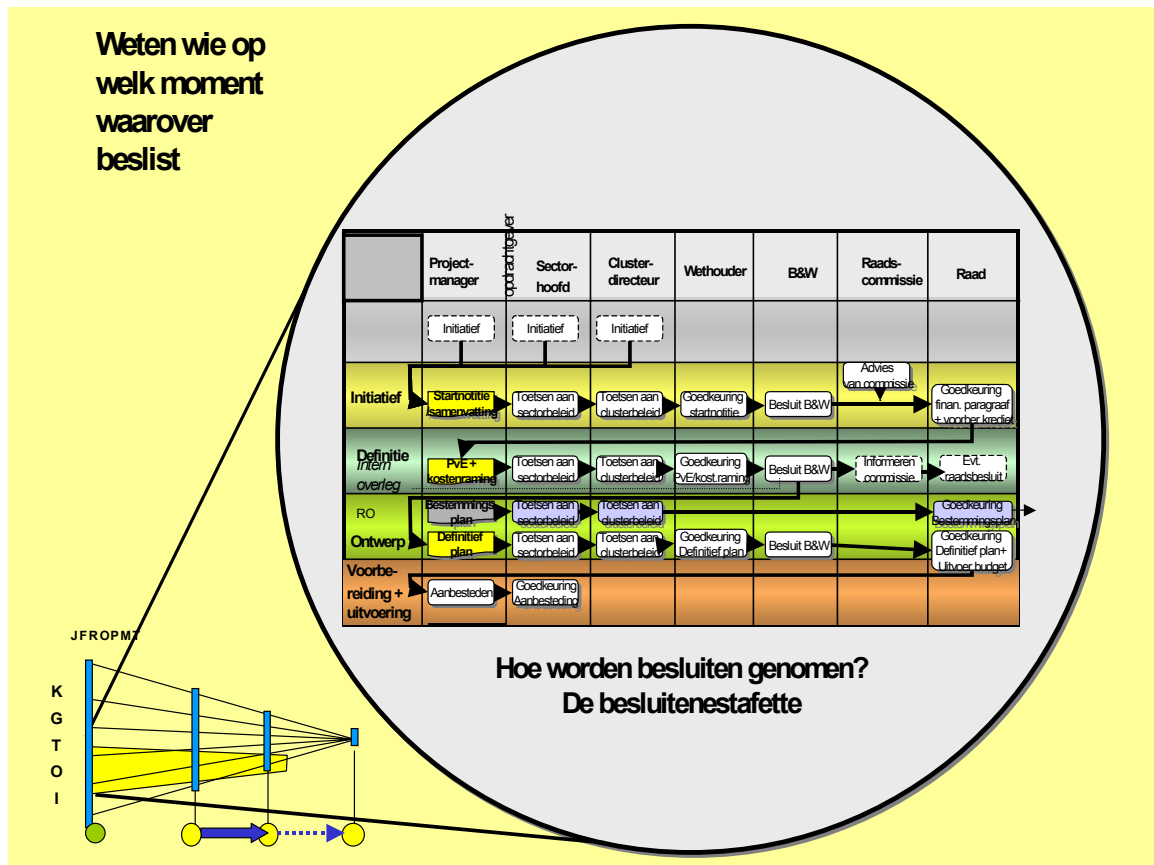 Weten wie op
welk moment
waarover
beslist
Project-
manager
opdrachtgever
Sector-
hoofd
Cluster-
directeur
Wethouder
B&W
Raads-
commissie
Raad
Initiatief
Initiatief
Initiatief
Initiatief
Startnotitie
/samenvatting
Toetsen aan
sectorbeleid
Toetsen aan
clusterbeleid
Goedkeuring
startnotitie
Besluit B&W
Advies
van commissie
Goedkeuring
finan. paragraaf
+ voorber. krediet
Definitie
Intern
overleg
PvE +
kostenraming
Toetsen aan
sectorbeleid
Toetsen aan
clusterbeleid
Goedkeuring
PvE/kost.raming
Besluit B&W
Informeren
commissie
Evt.
raadsbesluit
RO
Bestemmings
plan
Toetsen aan
sectorbeleid
Toetsen aan
clusterbeleid
Goedkeuring
Bestemmingsplan
Ontwerp
Definitief
plan
Toetsen aan
sectorbeleid
Toetsen aan
clusterbeleid
Goedkeuring
Definitief plan
Besluit B&W
Goedkeuring
Definitief plan+
Uitvoer budget
Voorbe-
reiding +
uitvoering
Aanbesteden
Goedkeuring
Aanbesteding
Hoe worden besluiten genomen?
De besluitenestafette
JFROPMT
K
G
T
O
I